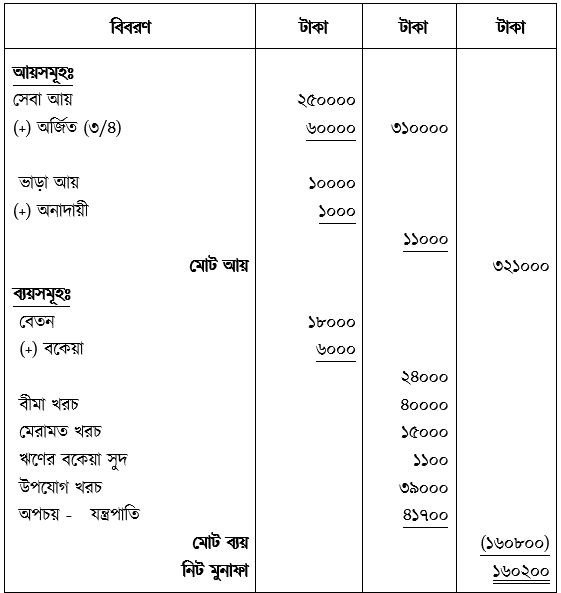 বিবরণ টাকা টাকা টাকা
আয়সমূহঃ
সেবা আয় ২৫০০০০
(+) অর্জিত (৩/৪) ৬০০০০ ৩১০০০০
ভাড়া আয় ১০০০০
(+) অনাদায়ী ১০০০
১১০০০
মোট আয় ৩২১০০০
ব্যয়সমূহঃ
বেতন ১৮০০০
(+) বকেয়া ৬০০০
২৪০০০
বীমা খরচ ৪০০০০
মেরামত খরচ ১৫০০০
ঋণের বকেয়া সুদ ১১০০
উপযোগ খরচ ৩৯০০০
অপচয় - যন্ত্রপাতি ৪১৭০০
মোট ব্যয় (১৬০৮০০)
নিট মুনাফা ১৬০২০০